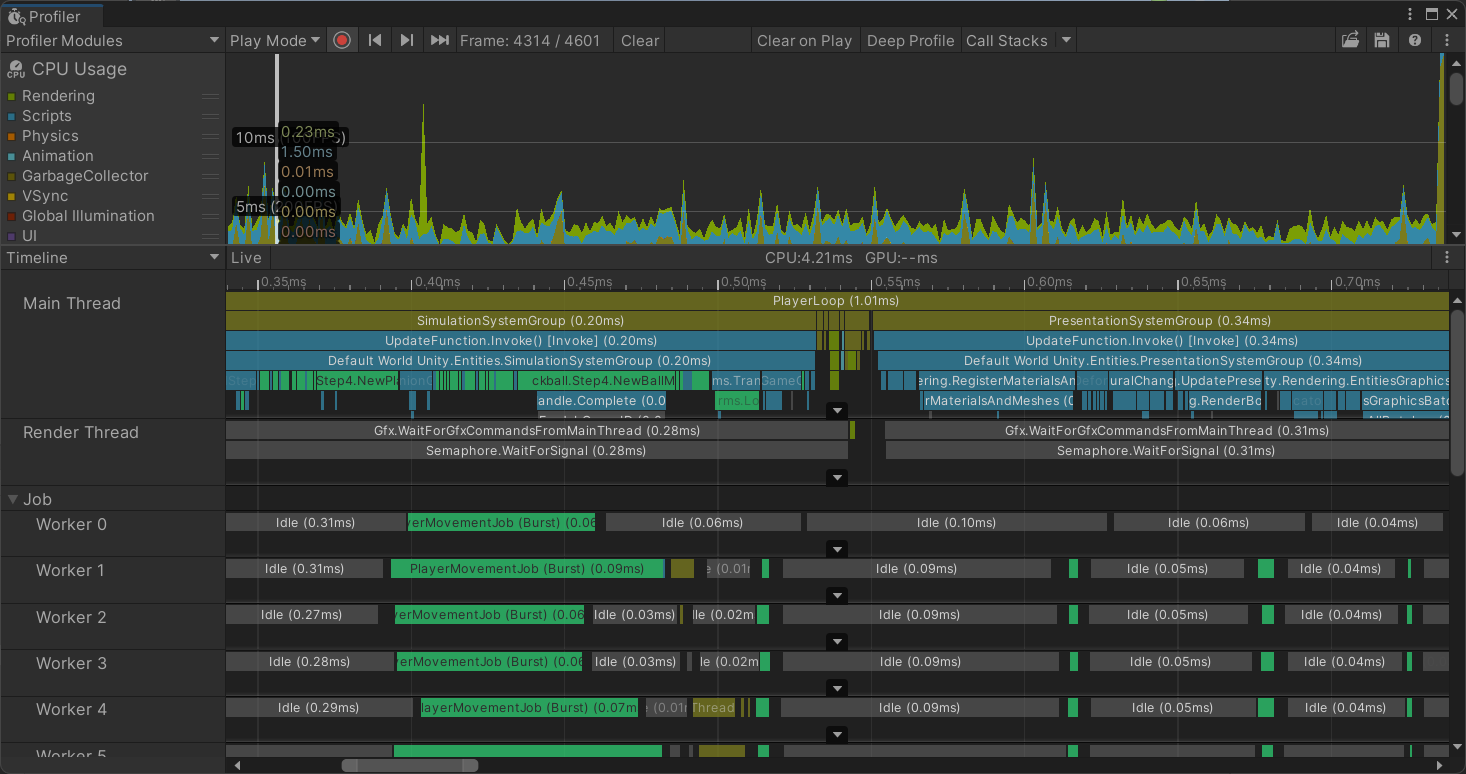 Profiler
Profiler Modules Play Mode Frame: 4314 / 4601 Clear Clear on Play Deep Profile Call Stacks
CPU CPU Usage
Rendering
Scripts
Physics
Animation
GarbageCollector
VSync
Global Illumination
UI
10ms
0.23ms
1.50ms
0.01ms
0.00ms
5ms
0.00ms
0.00ms
Timeline Live CPU:4.21ms GPU:--ms
0.35ms 0.40ms 0.45ms 0.50ms 0.55ms 0.60ms 0.65ms 0.70ms
Main Thread
PlayerLoop (1.01ms)
SimulationSystemGroup (0.20ms) PresentationSystemGroup (0.34ms)
UpdateFunction.Invoke() [Invoke] (0.20ms) UpdateFunction.Invoke() [Invoke] (0.34ms)
Default World Unity.Entities.SimulationSystemGroup (0.20ms) Default World Unity.Entities.PresentationSystemGroup (0.34ms)
Step4.NewPl ckball.Step4.NewBallM ms.Tran Game ering.RegisterMaterialsAn uralChang .UpdatePrese ty.Rendering.EntitiesGraphics
andle.Complete (0.0 rms.Lo rMaterialsAndMeshes (0 g.RenderBo sGraphicsBatc
Render Thread
Gfx.WaitForGfxCommandsFromMainThread (0.28ms) Gfx.WaitForGfxCommandsFromMainThread (0.31ms)
Semaphore.WaitForSignal (0.28ms) Semaphore.WaitForSignal (0.31ms)
Job
Worker 0 Idle (0.31ms) yerMovementJob (Burst) (0.06 Idle (0.06ms) Idle (0.10ms) Idle (0.06ms) Idle (0.04ms)
Worker 1 Idle (0.31ms) PlayerMovementJob (Burst) (0.09ms) e (0.01 Idle (0.09ms) Idle (0.05ms) Idle (0.04ms)
Worker 2 Idle (0.27ms) yerMovementJob (Burst) (0.06 Idle (0.03ms) lle (0.02m Idle (0.09ms) Idle (0.05ms) Idle (0.04ms)
Worker 3 Idle (0.28ms) yerMovementJob (Burst) (0.06 Idle (0.03ms) le (0.02m Idle (0.09ms) Idle (0.05ms) Idle (0.04ms)
Worker 4 Idle (0.29ms) layerMovementJob (Burst) (0.07m e (0.01 Thread Idle (0.09ms) Idle (0.05ms) Idle (0.04ms)
Worker 5